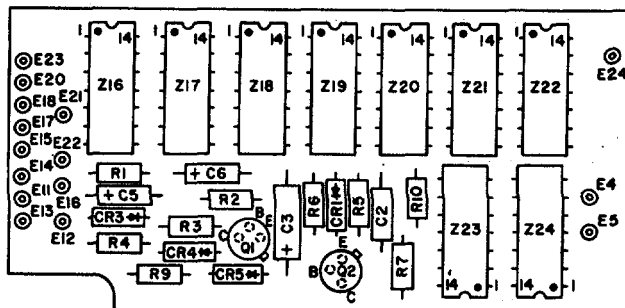 1 14 1 14 1 14 1 14 1 14 1 14 1 14
E23
E24
E20
Z16 Z17 Z18 Z19 Z20 Z21 Z22
E18 E21
E17
E15
E22
E14
R1 +C6
E11 +C5 R2 C3 + R6 CR1 R5 C2 R10 E4
E16
E13 CR3 R3 B E
E12 C Q1 Z23 Z24 E5
R4 CR4 E R7
R9 CR5 B Q2
C
14 1 14 1